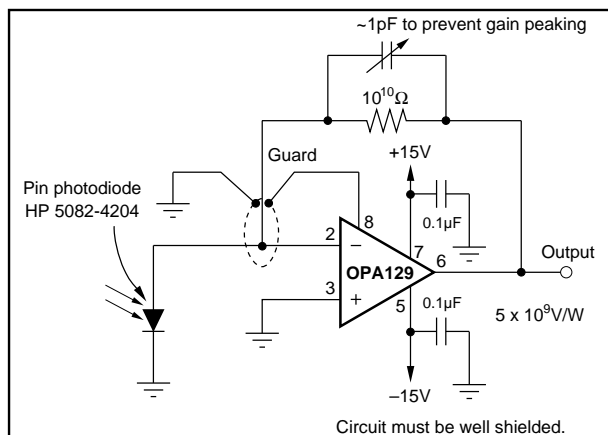 ~1pF to prevent gain peaking
10¹⁰Ω
Guard
+15V
Pin photodiode
HP 5082-4204
0.1µF
8
2
–
7
6
Output
OPA129
3
+
5
0.1µF
5 x 10⁹V/W
–15V
Circuit must be well shielded.